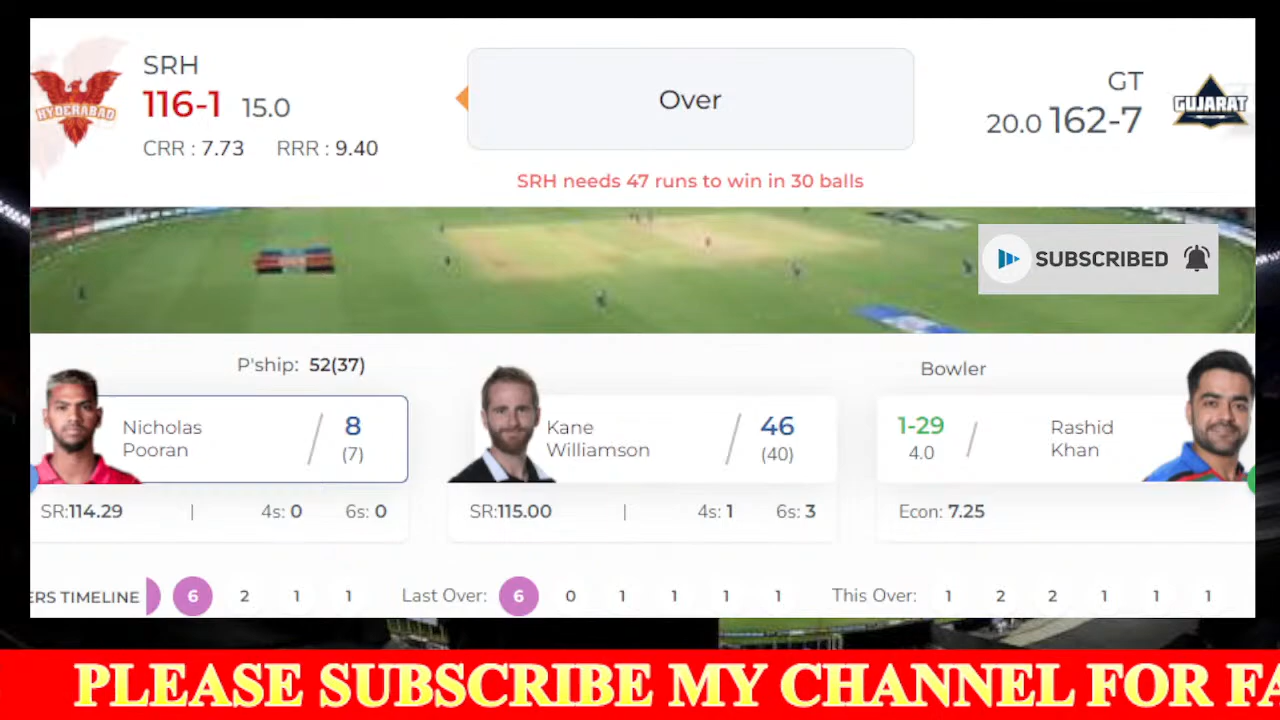 SRH
116-1 15.0
CRR : 7.73 RRR : 9.40
HYDERABAD
Over
SRH needs 47 runs to win in 30 balls
GT
20.0 162-7
GUJARAT
SUBSCRIBED
P'ship: 52(37)
Nicholas
Pooran
8
(7)
SR:114.29 | 4s: 0 6s: 0
Kane
Williamson
46
(40)
SR:115.00 | 4s: 1 6s: 3
Bowler
1-29
4.0
Rashid
Khan
Econ: 7.25
ERS TIMELINE 6 2 1 1 Last Over: 6 0 1 1 1 1 This Over: 1 2 2 1 1 1
PLEASE SUBSCRIBE MY CHANNEL FOR FA